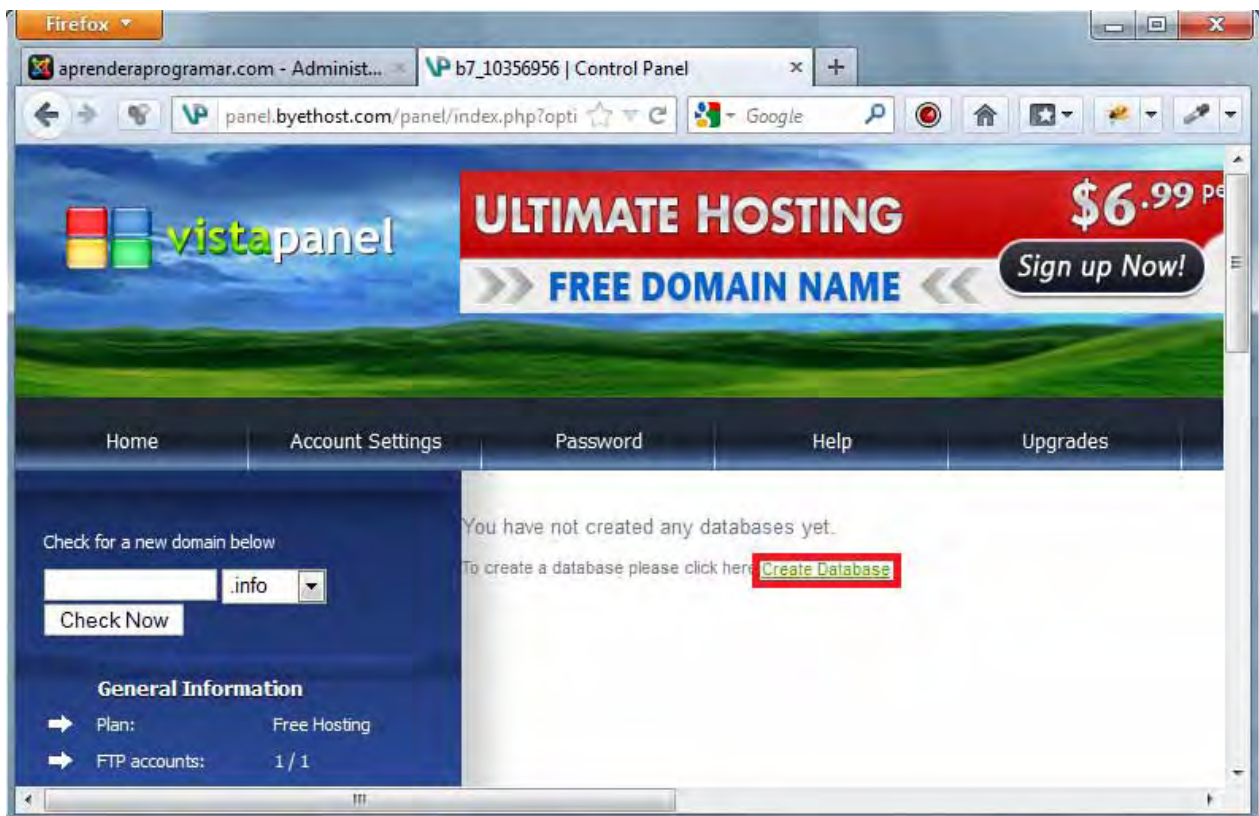 Firefox
aprenderaprogramar.com - Administ...
b7_10356956 | Control Panel
panel.byethost.com/panel/index.php?opti
Google
vistapanel
ULTIMATE HOSTING
$6.99 pe
FREE DOMAIN NAME
Sign up Now!
Home Account Settings Password Help Upgrades
Check for a new domain below
.info
Check Now
You have not created any databases yet.
To create a database please click here Create Database
General Information
Plan: Free Hosting
FTP accounts: 1 / 1